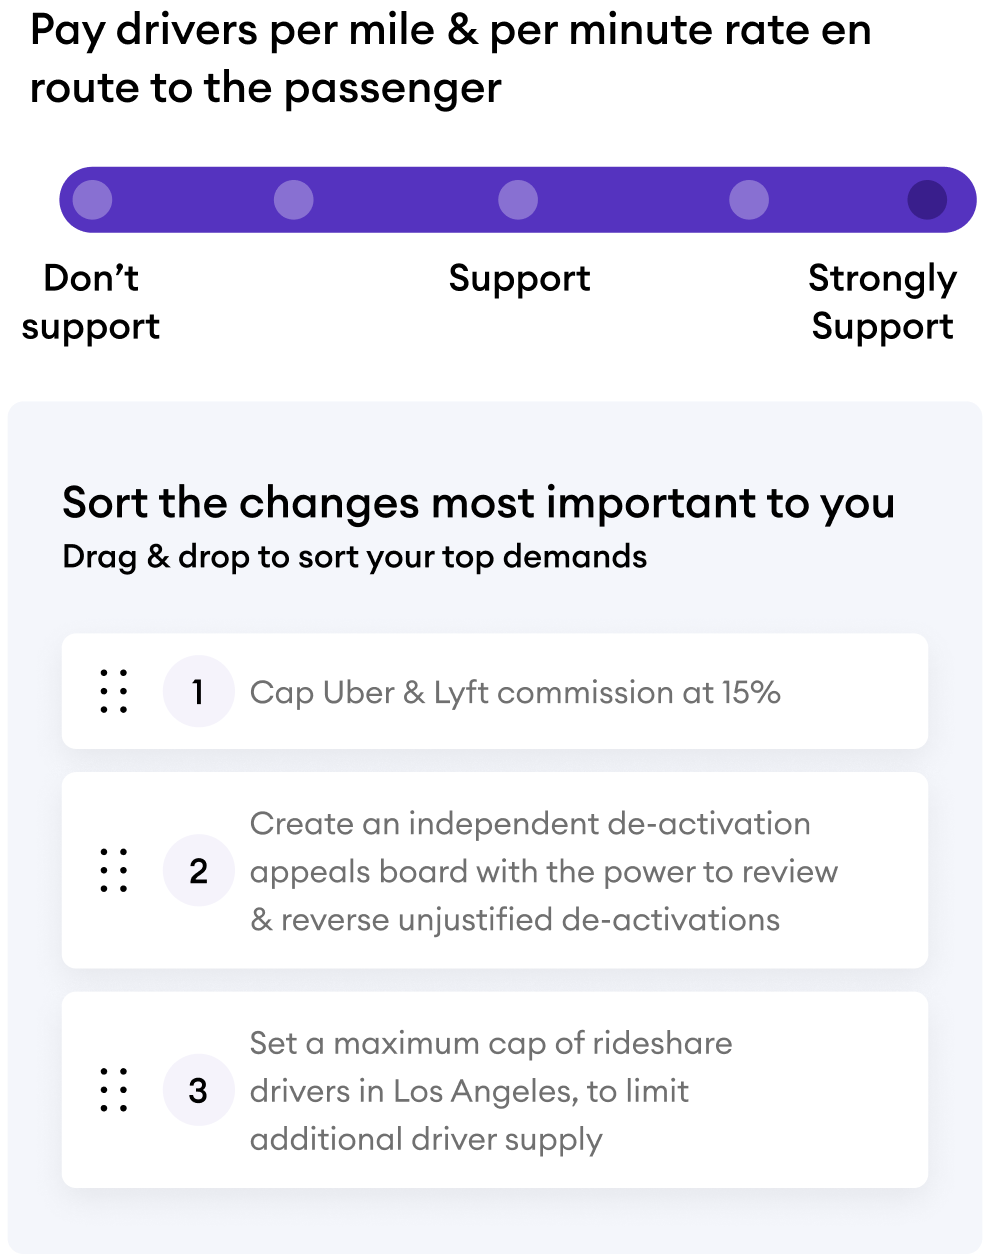 Pay drivers per mile & per minute rate en
route to the passenger
Don’t
support
Support
Strongly
Support
Sort the changes most important to you
Drag & drop to sort your top demands
1
Cap Uber & Lyft commission at 15%
2
Create an independent de-activation
appeals board with the power to review
& reverse unjustified de-activations
3
Set a maximum cap of rideshare
drivers in Los Angeles, to limit
additional driver supply